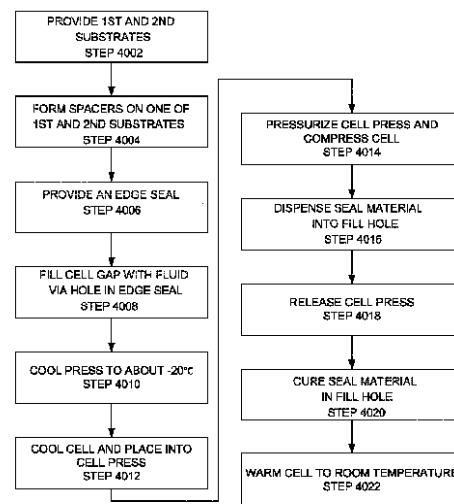 PROVIDE 1ST AND 2ND
SUBSTRATES
STEP 4002
FORM SPACERS ON ONE OF
1ST AND 2ND SUBSTRATES
STEP 4004
PROVIDE AN EDGE SEAL
STEP 4006
FILL CELL GAP WITH FLUID
VIA HOLE IN EDGE SEAL
STEP 4008
COOL PRESS TO ABOUT -20°C
STEP 4010
COOL CELL AND PLACE INTO
CELL PRESS
STEP 4012
PRESSURIZE CELL PRESS AND
COMPRESS CELL
STEP 4014
DISPENSE SEAL MATERIAL
INTO FILL HOLE
STEP 4016
RELEASE CELL PRESS
STEP 4018
CURE SEAL MATERIAL
IN FILL HOLE
STEP 4020
WARM CELL TO ROOM TEMPERATURE
STEP 4022